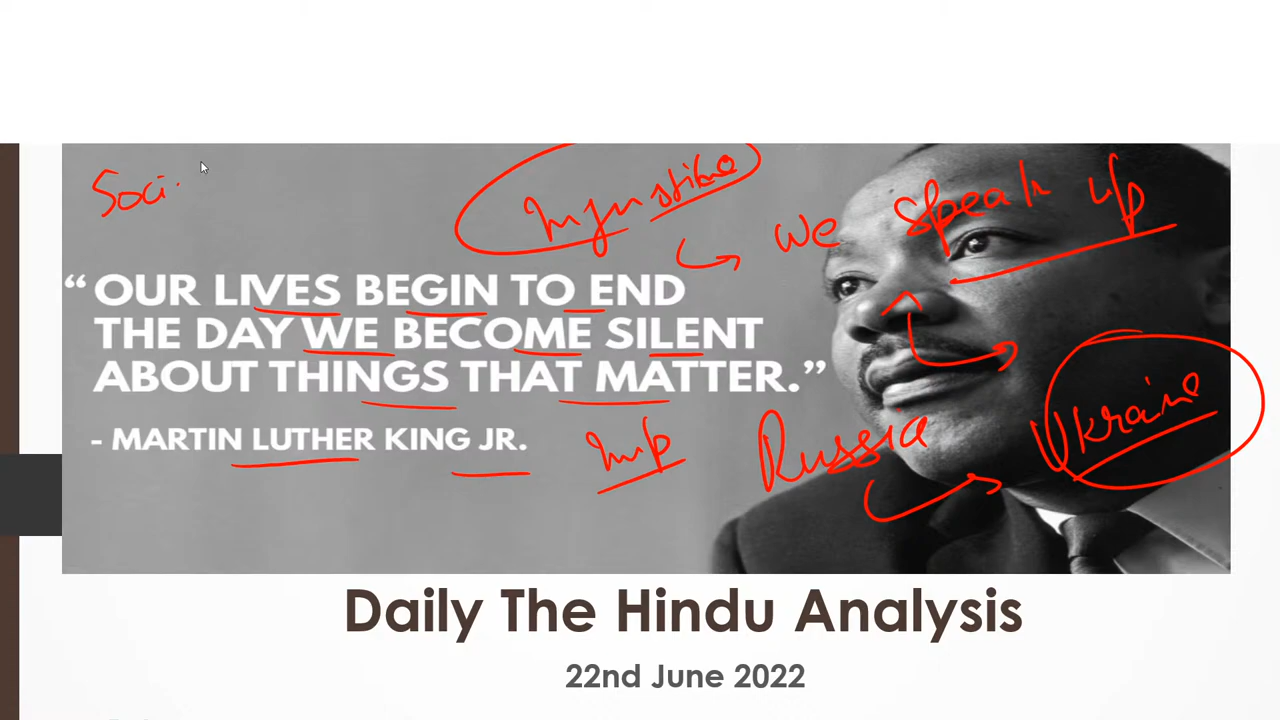 Soci
Injustice
We speak up
“OUR LIVES BEGIN TO END
THE DAY WE BECOME SILENT
ABOUT THINGS THAT MATTER.”
- MARTIN LUTHER KING JR.
Imp
Russia
Ukraine
Daily The Hindu Analysis
22nd June 2022